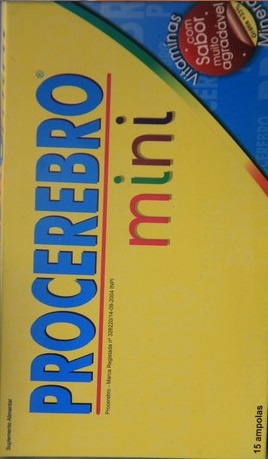 PROCEREBRO®
Procerebro - Marca Registada nº 328220/14-09-2004 (INPI)
mini
Suplemento Alimentar
15 ampolas
Vitaminas
com
Sabor
muito
agradável